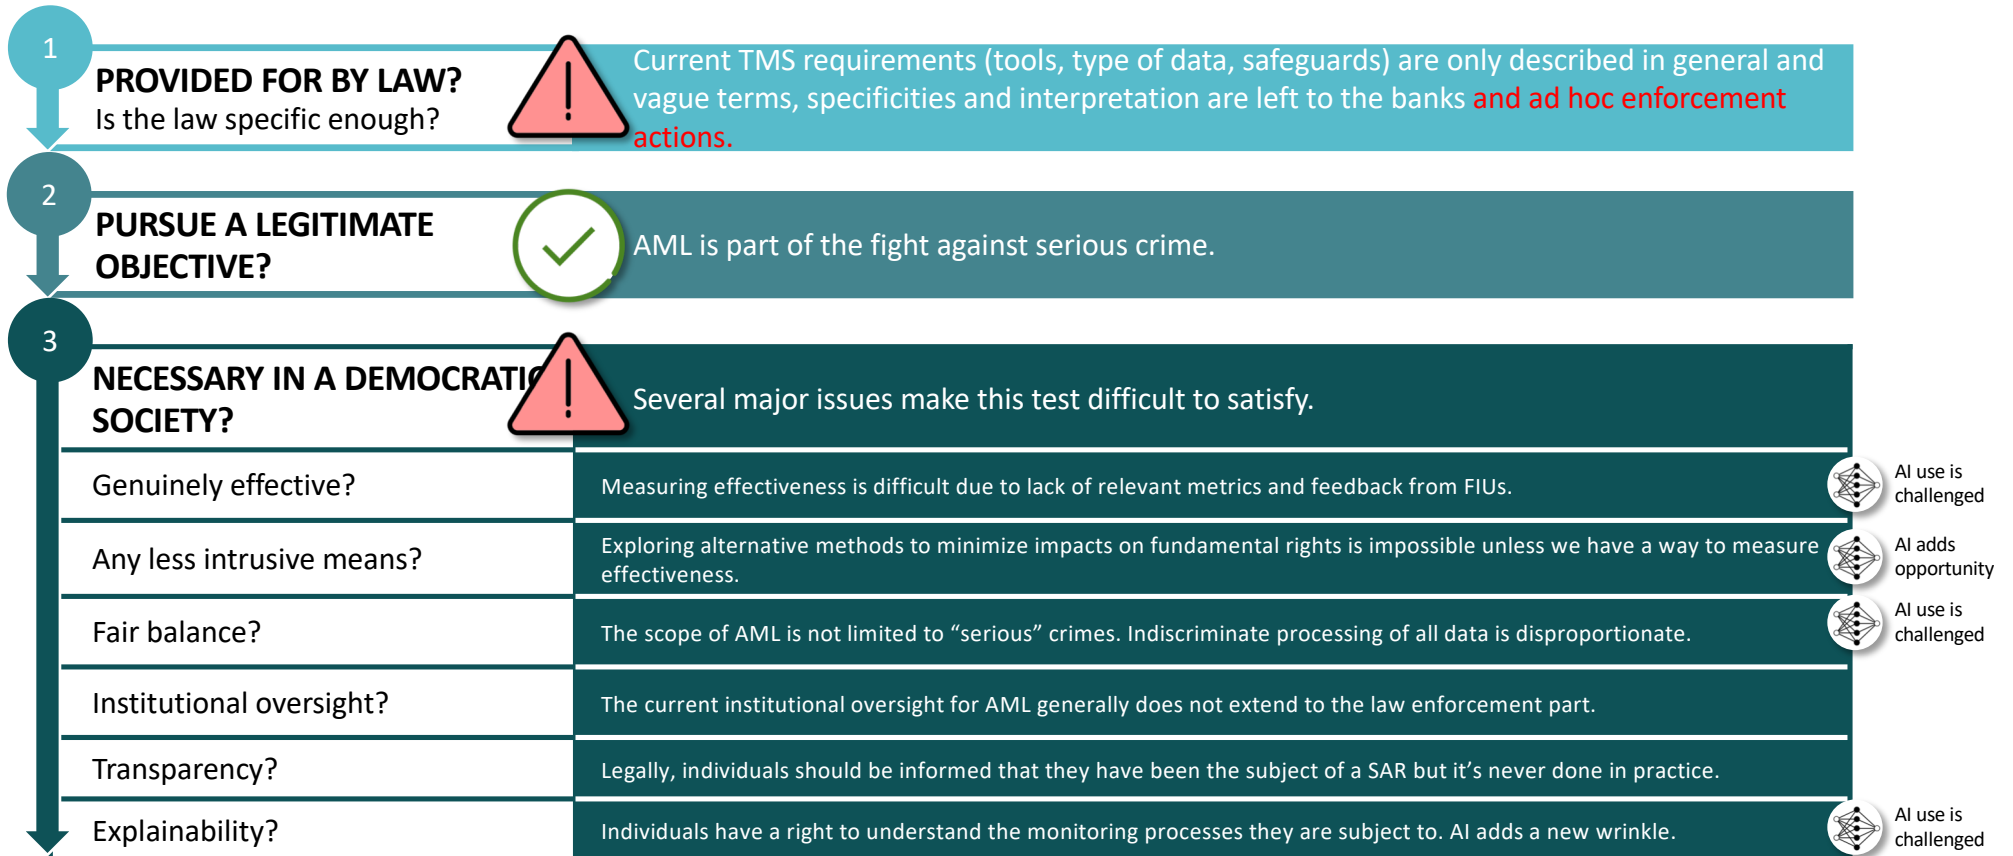 1
PROVIDED FOR BY LAW?
Is the law specific enough?
Current TMS requirements (tools, type of data, safeguards) are only described in general and
vague terms, specificities and interpretation are left to the banks and ad hoc enforcement
actions.
2
PURSUE A LEGITIMATE
OBJECTIVE?
AML is part of the fight against serious crime.
3
NECESSARY IN A DEMOCRATIC
SOCIETY?
Several major issues make this test difficult to satisfy.
Genuinely effective?
Measuring effectiveness is difficult due to lack of relevant metrics and feedback from FIUs.
AI use is
challenged
Any less intrusive means?
Exploring alternative methods to minimize impacts on fundamental rights is impossible unless we have a way to measure
effectiveness.
AI adds
opportunity
Fair balance?
The scope of AML is not limited to “serious” crimes. Indiscriminate processing of all data is disproportionate.
AI use is
challenged
Institutional oversight?
The current institutional oversight for AML generally does not extend to the law enforcement part.
Transparency?
Legally, individuals should be informed that they have been the subject of a SAR but it’s never done in practice.
Explainability?
Individuals have a right to understand the monitoring processes they are subject to. AI adds a new wrinkle.
AI use is
challenged